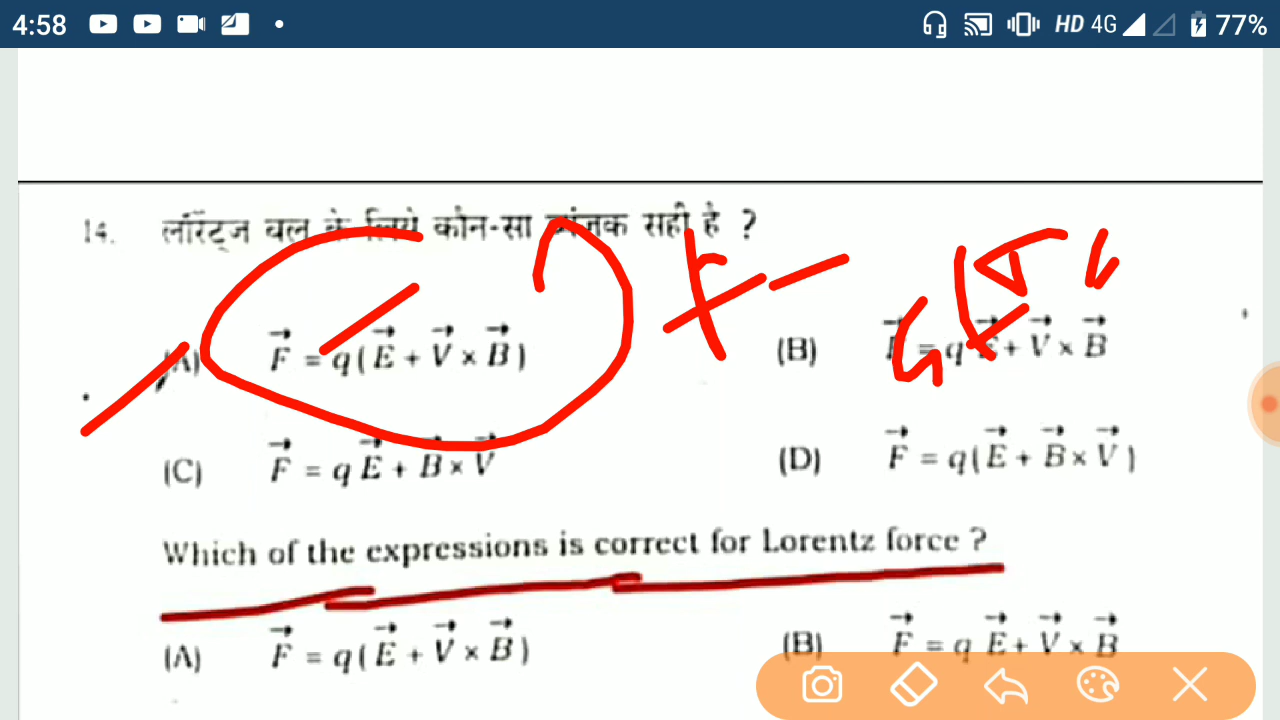 4:58 HD 4G 77%
14. लॉरेंट्ज बल के लिये कौन-सा व्यंजक सही है ?
(A) F⃗ = q(E⃗ + V⃗ × B⃗) (B) F⃗ = q E⃗ + V⃗ × B⃗
(C) F⃗ = q E⃗ + B⃗ × V⃗ (D) F⃗ = q(E⃗ + B⃗ × V⃗)
Which of the expressions is correct for Lorentz force ?
(A) F⃗ = q(E⃗ + V⃗ × B⃗) (B) F⃗ = q E⃗ + V⃗ × B⃗